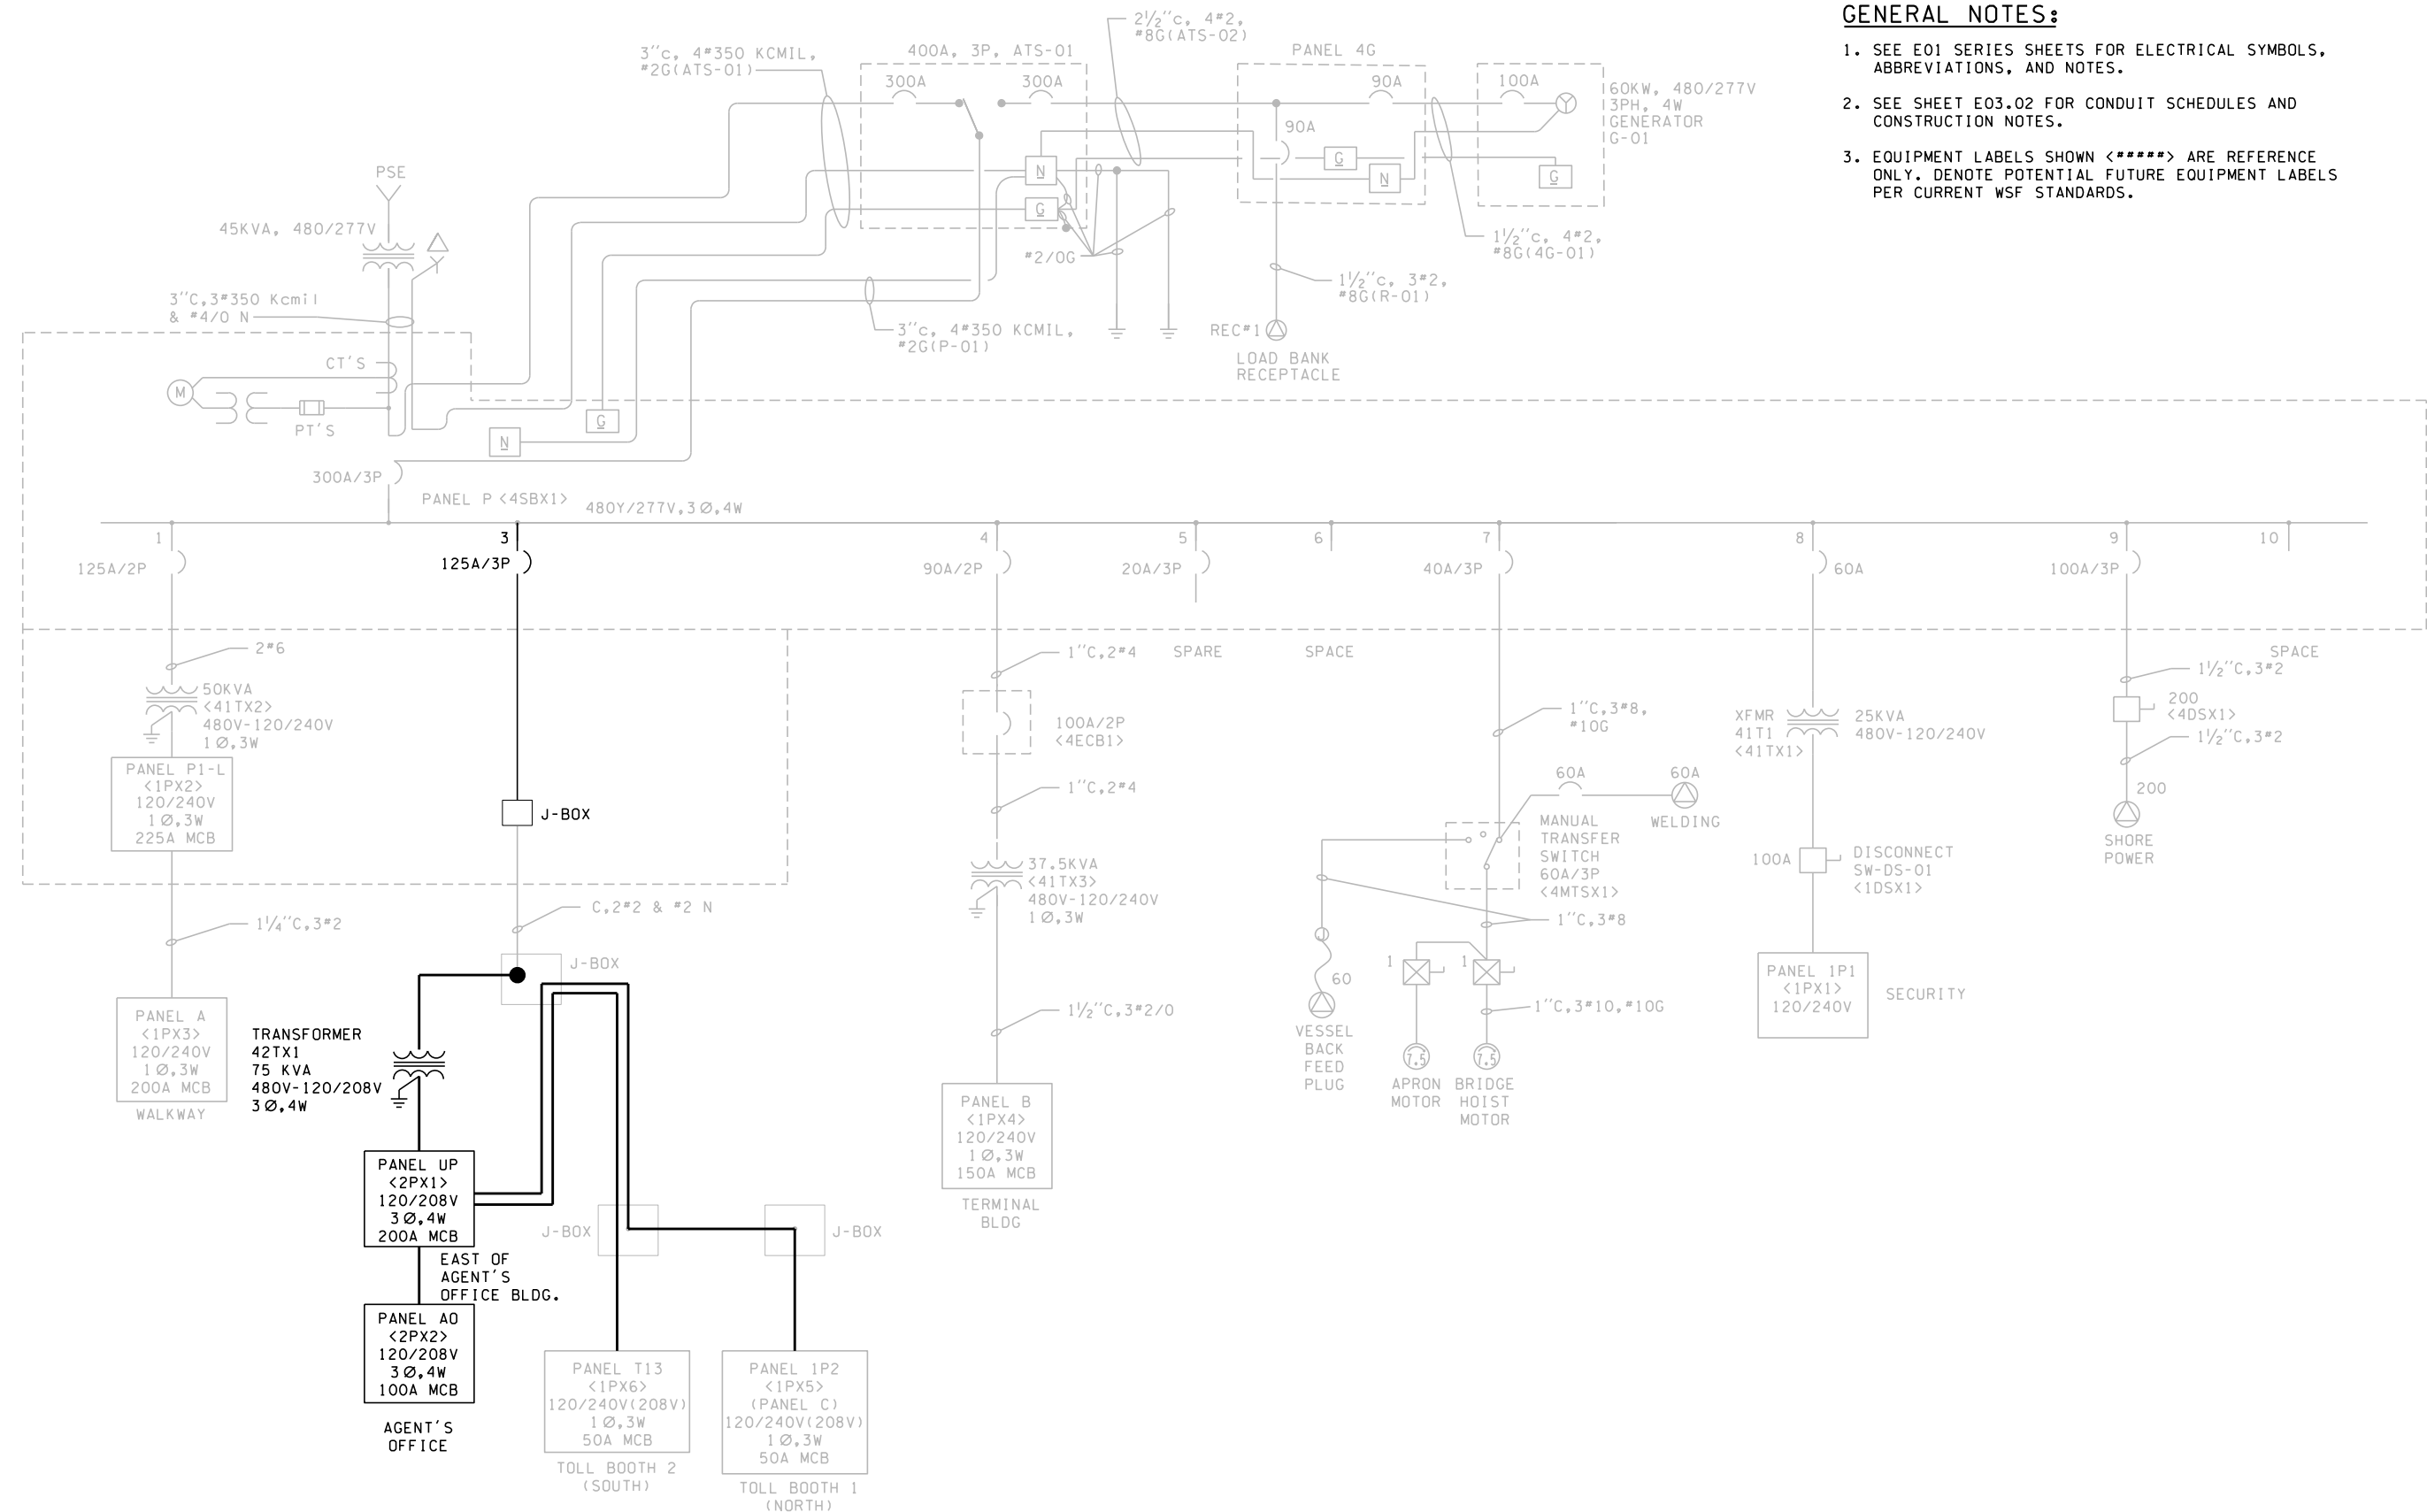 GENERAL NOTES:
1. SEE E01 SERIES SHEETS FOR ELECTRICAL SYMBOLS,
ABBREVIATIONS, AND NOTES.
2. SEE SHEET E03.02 FOR CONDUIT SCHEDULES AND
CONSTRUCTION NOTES.
3. EQUIPMENT LABELS SHOWN <#####> ARE REFERENCE
ONLY. DENOTE POTENTIAL FUTURE EQUIPMENT LABELS
PER CURRENT WSF STANDARDS.
3"c, 4#350 KCMIL,
#2G(ATS-01)
400A, 3P, ATS-01
300A
300A
2½"c, 4#2,
#8G(ATS-02)
PANEL 4G
90A
90A
100A
Y
60KW, 480/277V
3PH, 4W
GENERATOR
G-01
N
G
G
N
G
#2/0G
1½"c, 4#2,
#8G(4G-01)
1½"c, 3#2,
#8G(R-01)
3"c, 4#350 KCMIL,
#2G(P-01)
REC#1
LOAD BANK
RECEPTACLE
PSE
45KVA, 480/277V
3"C,3#350 Kcmil
& #4/0 N
CT'S
M
PT'S
G
N
300A/3P
PANEL P <4SBX1>
480Y/277V,3Ø,4W
1
125A/2P
3
125A/3P
4
90A/2P
5
20A/3P
6
7
40A/3P
8
60A
9
100A/3P
10
2#6
50KVA
<41TX2>
480V-120/240V
1Ø,3W
PANEL P1-L
<1PX2>
120/240V
1Ø,3W
225A MCB
1¼"C,3#2
PANEL A
<1PX3>
120/240V
1Ø,3W
200A MCB
WALKWAY
J-BOX
C,2#2 & #2 N
J-BOX
TRANSFORMER
42TX1
75 KVA
480V-120/208V
3Ø,4W
PANEL UP
<2PX1>
120/208V
3Ø,4W
200A MCB
EAST OF
AGENT'S
OFFICE BLDG.
PANEL AO
<2PX2>
120/208V
3Ø,4W
100A MCB
AGENT'S
OFFICE
J-BOX
J-BOX
PANEL T13
<1PX6>
120/240V(208V)
1Ø,3W
50A MCB
TOLL BOOTH 2
(SOUTH)
PANEL 1P2
<1PX5>
(PANEL C)
120/240V(208V)
1Ø,3W
50A MCB
TOLL BOOTH 1
(NORTH)
1"C,2#4
100A/2P
<4ECB1>
1"C,2#4
37.5KVA
<41TX3>
480V-120/240V
1Ø,3W
1½"C,3#2/0
PANEL B
<1PX4>
120/240V
1Ø,3W
150A MCB
TERMINAL
BLDG
SPARE
SPACE
1"C,3#8,
#10G
60A
60A
WELDING
MANUAL
TRANSFER
SWITCH
60A/3P
<4MTSX1>
1"C,3#8
J
60
VESSEL
BACK
FEED
PLUG
1
1
1"C,3#10,#10G
7.5
7.5
APRON
MOTOR
BRIDGE
HOIST
MOTOR
XFMR
41T1
<41TX1>
25KVA
480V-120/240V
100A
DISCONNECT
SW-DS-01
<1DSX1>
PANEL 1P1
<1PX1>
120/240V
SECURITY
SPACE
1½"C,3#2
200
<4DSX1>
1½"C,3#2
200
SHORE
POWER